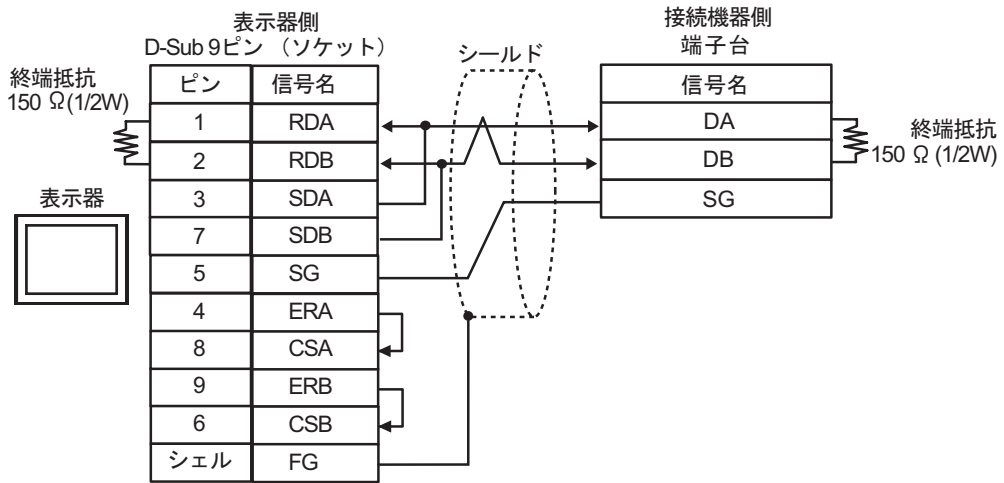 表示器側
D-Sub 9ピン （ソケット）
シールド
接続機器側
端子台
終端抵抗
150 Ω(1/2W)
ピン 信号名
1 RDA
2 RDB
3 SDA
7 SDB
5 SG
4 ERA
8 CSA
9 ERB
6 CSB
シェル FG
表示器
信号名
DA
DB
SG
終端抵抗
150 Ω (1/2W)